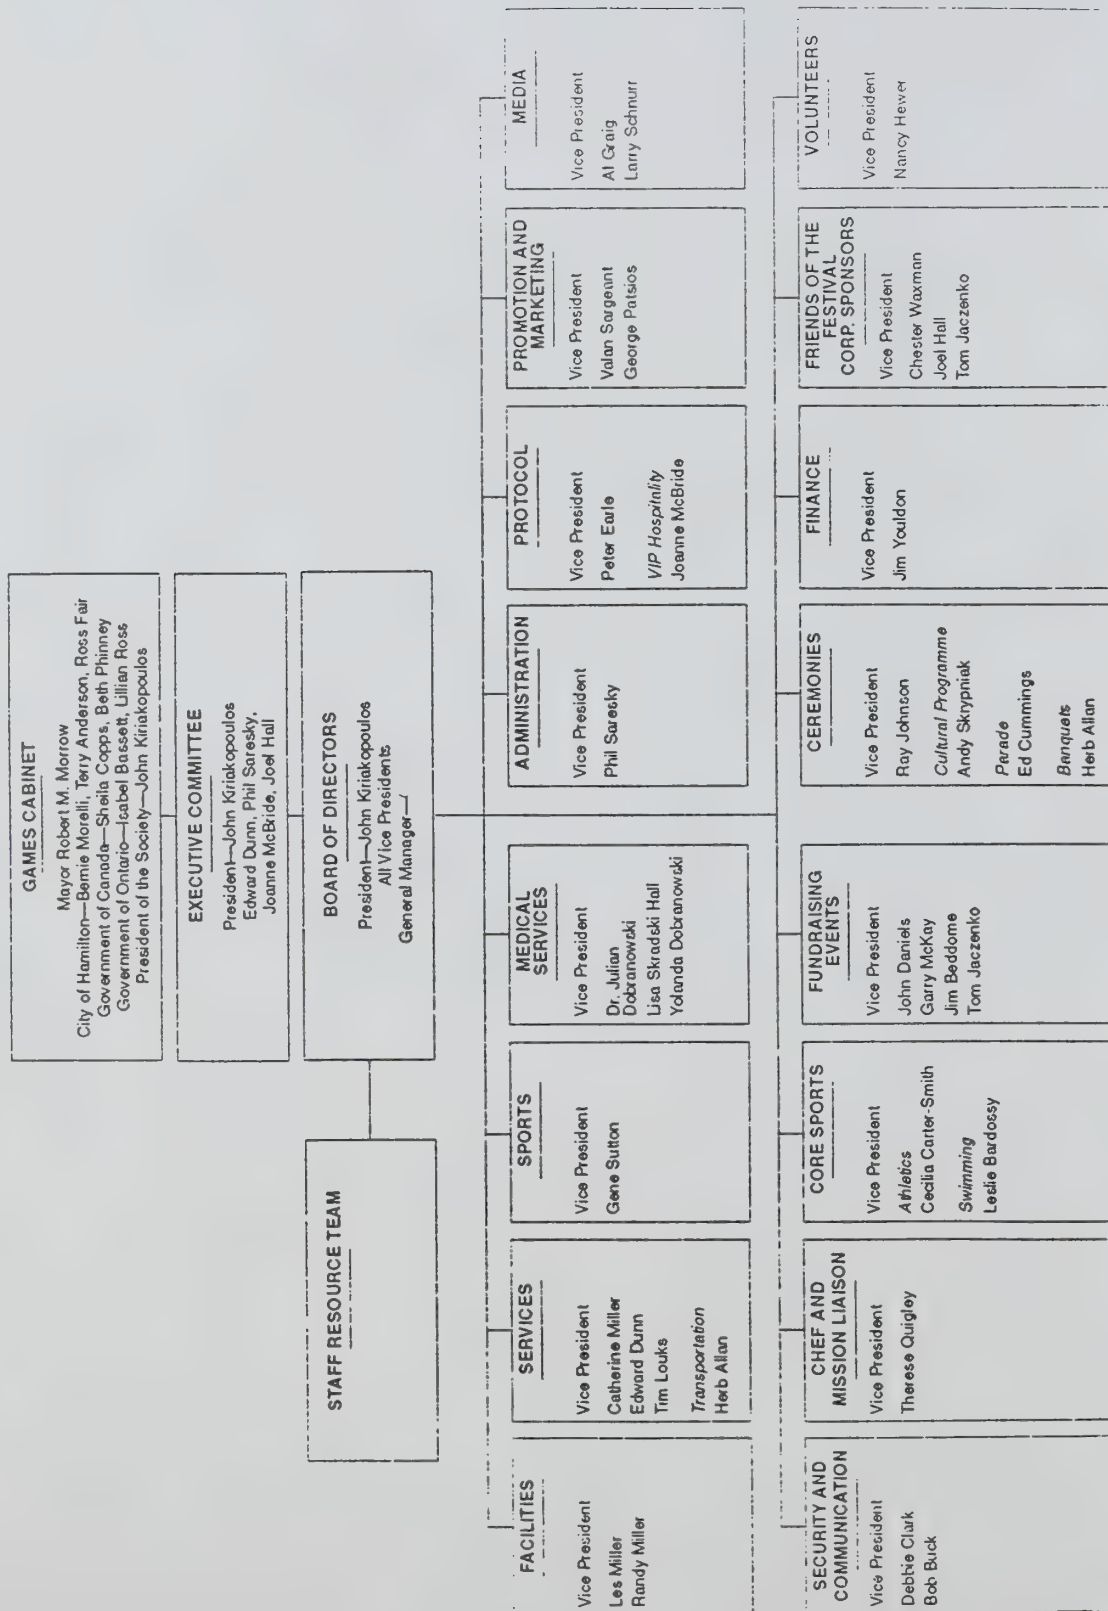 GAMES CABINET
Mayor Robert M. Morrow
City of Hamilton—Bernie Morelli, Terry Anderson, Ross Fair
Government of Canada—Sheila Copps, Beth Phinney
Government of Ontario—Isabel Bassett, Lillian Ross
President of the Society—John Kiriakopoulos
EXECUTIVE COMMITTEE
President—John Kiriakopoulos
Edward Dunn, Phil Saresky,
Joanne McBride, Joel Hall
STAFF RESOURCE TEAM
BOARD OF DIRECTORS
President—John Kiriakopoulos
All Vice Presidents
General Manager—
FACILITIES
Vice President
Les Miller
Randy Miller
SERVICES
Vice President
Catherine Miller
Edward Dunn
Tim Louks
Transportation
Herb Allan
SPORTS
Vice President
Gene Sutton
MEDICAL
SERVICES
Vice President
Dr. Julian
Dobranowski
Lisa Skradski Hall
Yolanda Dobranowski
ADMINISTRATION
Vice President
Phil Saresky
PROTOCOL
Vice President
Peter Earle
VIP Hospitality
Joanne McBride
PROMOTION AND
MARKETING
Vice President
Valan Sargeant
George Patsios
MEDIA
Vice President
Al Craig
Larry Schnurr
SECURITY AND
COMMUNICATION
Vice President
Debbie Clark
Bob Buck
CHEF AND
MISSION LIAISON
Vice President
Therese Quigley
CORE SPORTS
Vice President
Athletics
Cecilia Carter-Smith
Swimming
Leslie Bardossy
FUNDRAISING
EVENTS
Vice President
John Daniels
Garry McKay
Jim Beddome
Tom Jaczenko
CEREMONIES
Vice President
Ray Johnson
Cultural Programme
Andy Skrypniak
Parade
Ed Cummings
Banquets
Herb Allan
FINANCE
Vice President
Jim Youldon
FRIENDS OF THE
FESTIVAL
CORP. SPONSORS
Vice President
Chester Waxman
Joel Hall
Tom Jaczenko
VOLUNTEERS
Vice President
Nancy Hewer